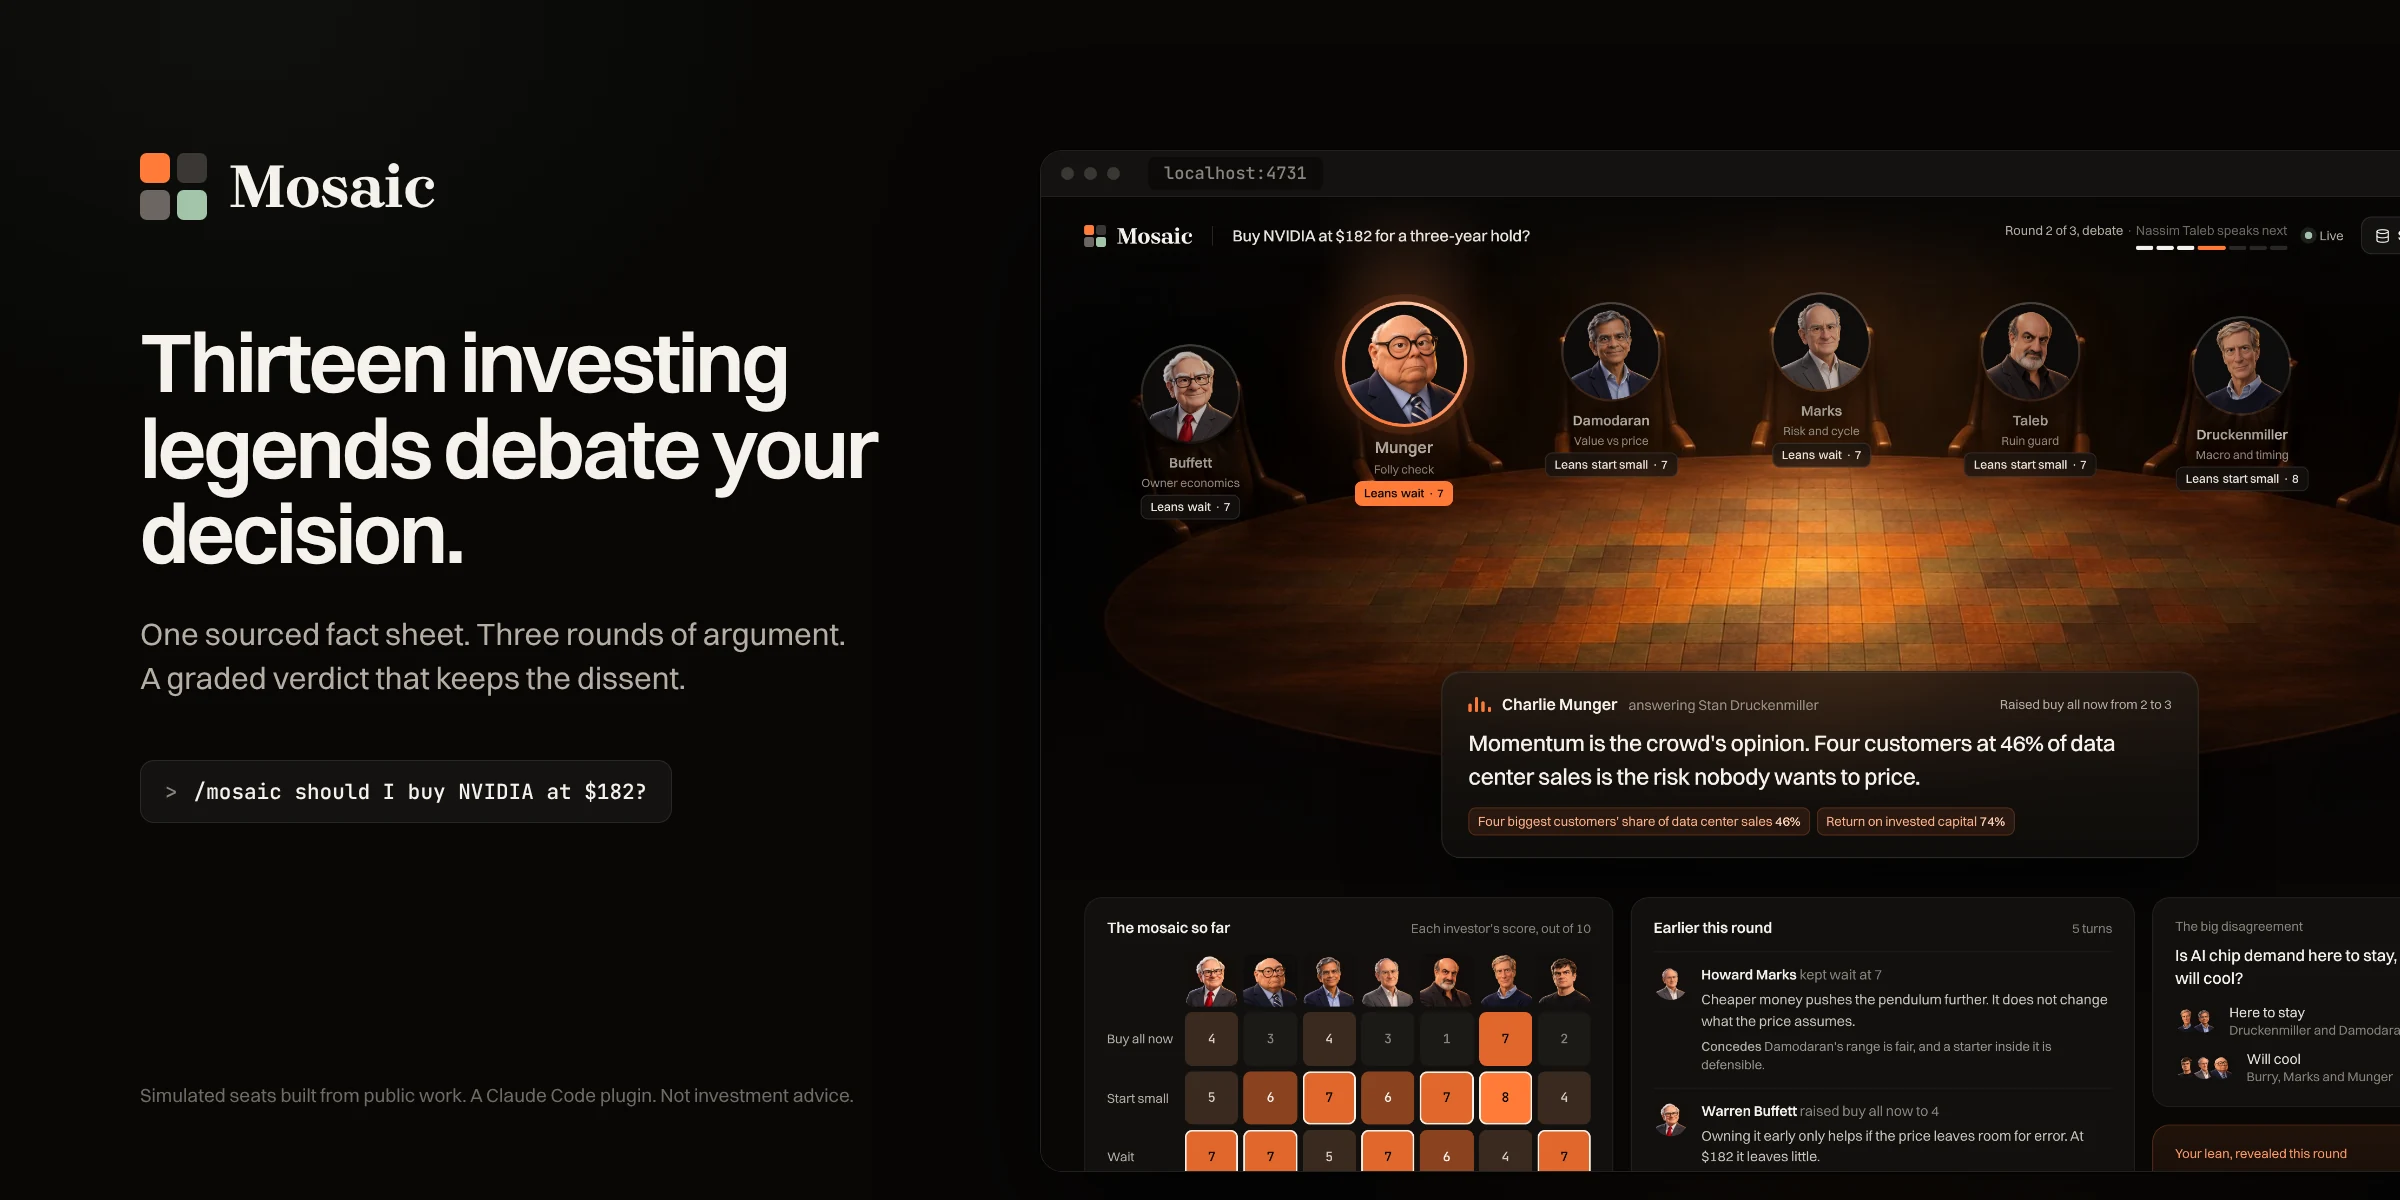 Mosaic
Thirteen investing
legends debate your
decision.
One sourced fact sheet. Three rounds of argument.
A graded verdict that keeps the dissent.
> /mosaic should I buy NVIDIA at $182?
Simulated seats built from public work. A Claude Code plugin. Not investment advice.
localhost:4731
Mosaic
Buy NVIDIA at $182 for a three-year hold?
Round 2 of 3, debate · Nassim Taleb speaks next
Live
Buffett
Owner economics
Leans wait · 7
Munger
Folly check
Leans wait · 7
Damodaran
Value vs price
Leans start small · 7
Marks
Risk and cycle
Leans wait · 7
Taleb
Ruin guard
Leans start small · 7
Druckenmiller
Macro and timing
Leans start small · 8
Charlie Munger answering Stan Druckenmiller
Raised buy all now from 2 to 3
Momentum is the crowd's opinion. Four customers at 46% of data
center sales is the risk nobody wants to price.
Four biggest customers' share of data center sales 46%
Return on invested capital 74%
The mosaic so far
Each investor's score, out of 10
Buy all now 4 3 4 3 1 7 2
Start small 5 6 7 6 7 8 4
Wait 7 7 5 7 6 4 7
Earlier this round
5 turns
Howard Marks kept wait at 7
Cheaper money pushes the pendulum further. It does not change
what the price assumes.
Concedes Damodaran's range is fair, and a starter inside it is
defensible.
Warren Buffett raised buy all now to 4
Owning it early only helps if the price leaves room for error. At
$182 it leaves little.
The big disagreement
Is AI chip demand here to stay,
will cool?
Here to stay
Druckenmiller and Damodara
Will cool
Burry, Marks and Munger
Your lean, revealed this round